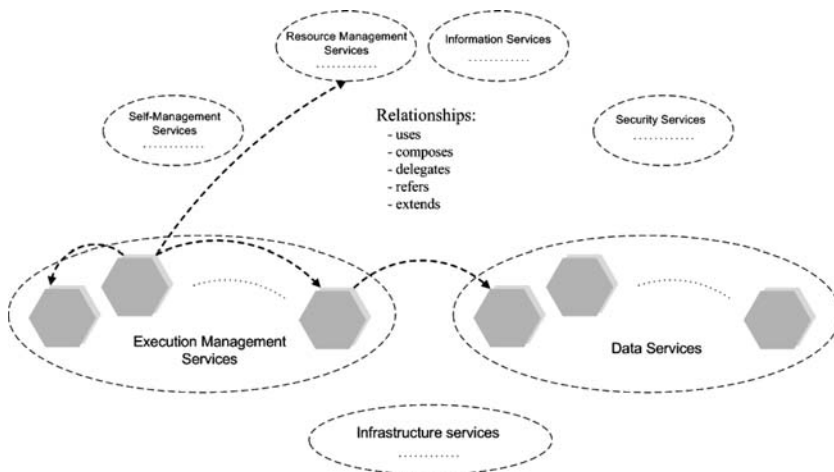 Resource Management
Services
Information Services
Self-Management
Services
Security Services
Relationships:
- uses
- composes
- delegates
- refers
- extends
Execution Management
Services
Data Services
Infrastructure services